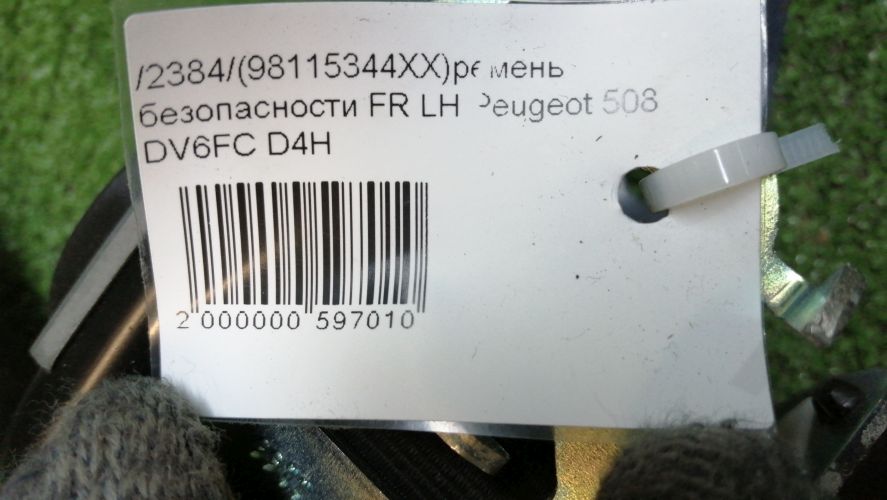 /2384/(98115344XX)ремень
безопасности FR LH Peugeot 508
DV6FC D4H
2 000000 597010